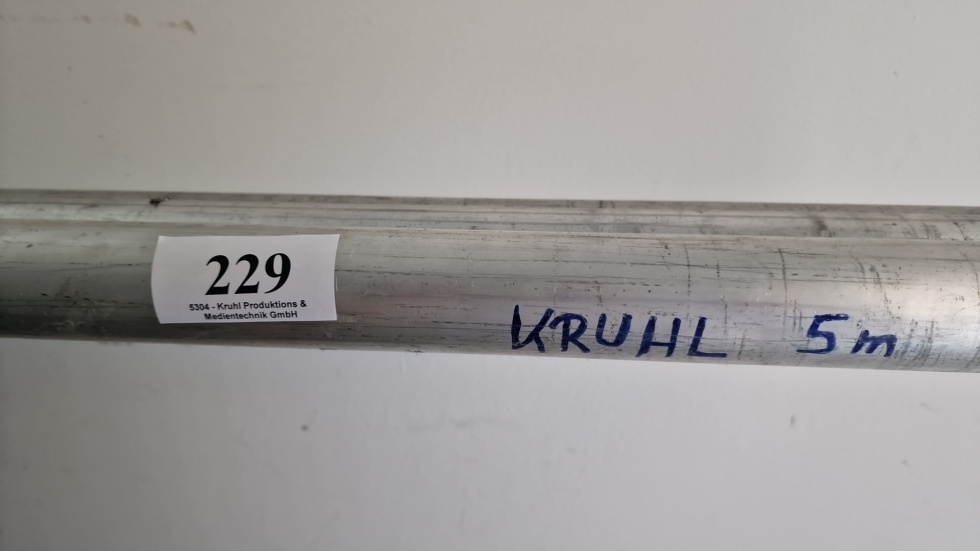 229
5304 - Kruhl Produktions &
Medientechnik GmbH
KRUHL 5m